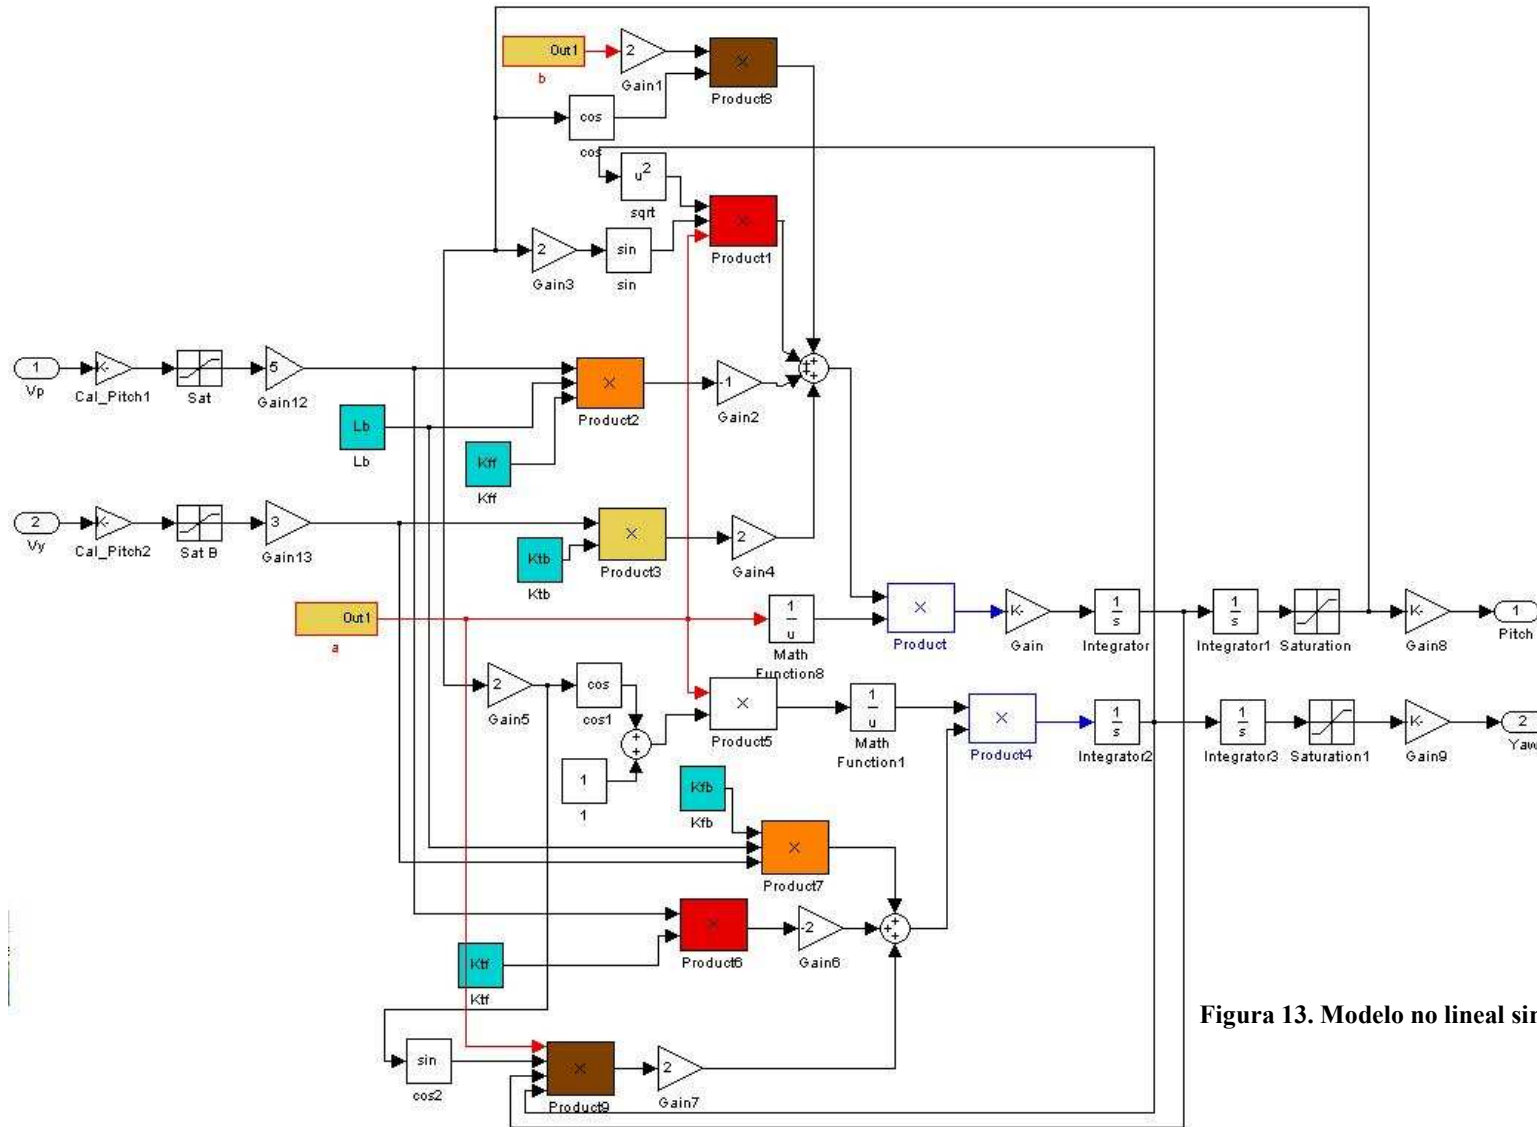 Out1
b
2
Gain1
×
Product8
cos
cos
u²
sqrt
×
Product1
2
Gain3
sin
sin
1
Vp
K-
Cal_Pitch1
Sat
5
Gain12
×
Product2
-1
Gain2
+
+
+
+
Lb
Lb
Kff
Kff
2
Vy
K-
Cal_Pitch2
Sat B
3
Gain13
×
Product3
2
Gain4
Ktb
Ktb
Out1
a
1
u
Math
Function8
×
Product
K-
Gain
1
s
Integrator
1
s
Integrator1
Saturation
K-
Gain8
1
Pitch
2
Gain5
cos
cos1
+
+
1
1
×
Product5
1
u
Math
Function1
×
Product4
1
s
Integrator2
1
s
Integrator3
Saturation1
K-
Gain9
2
Yaw
Kfb
Kfb
×
Product7
×
Product6
-2
Gain6
+
+
+
Ktf
Ktf
sin
cos2
×
Product9
2
Gain7
Figura 13. Modelo no lineal sin